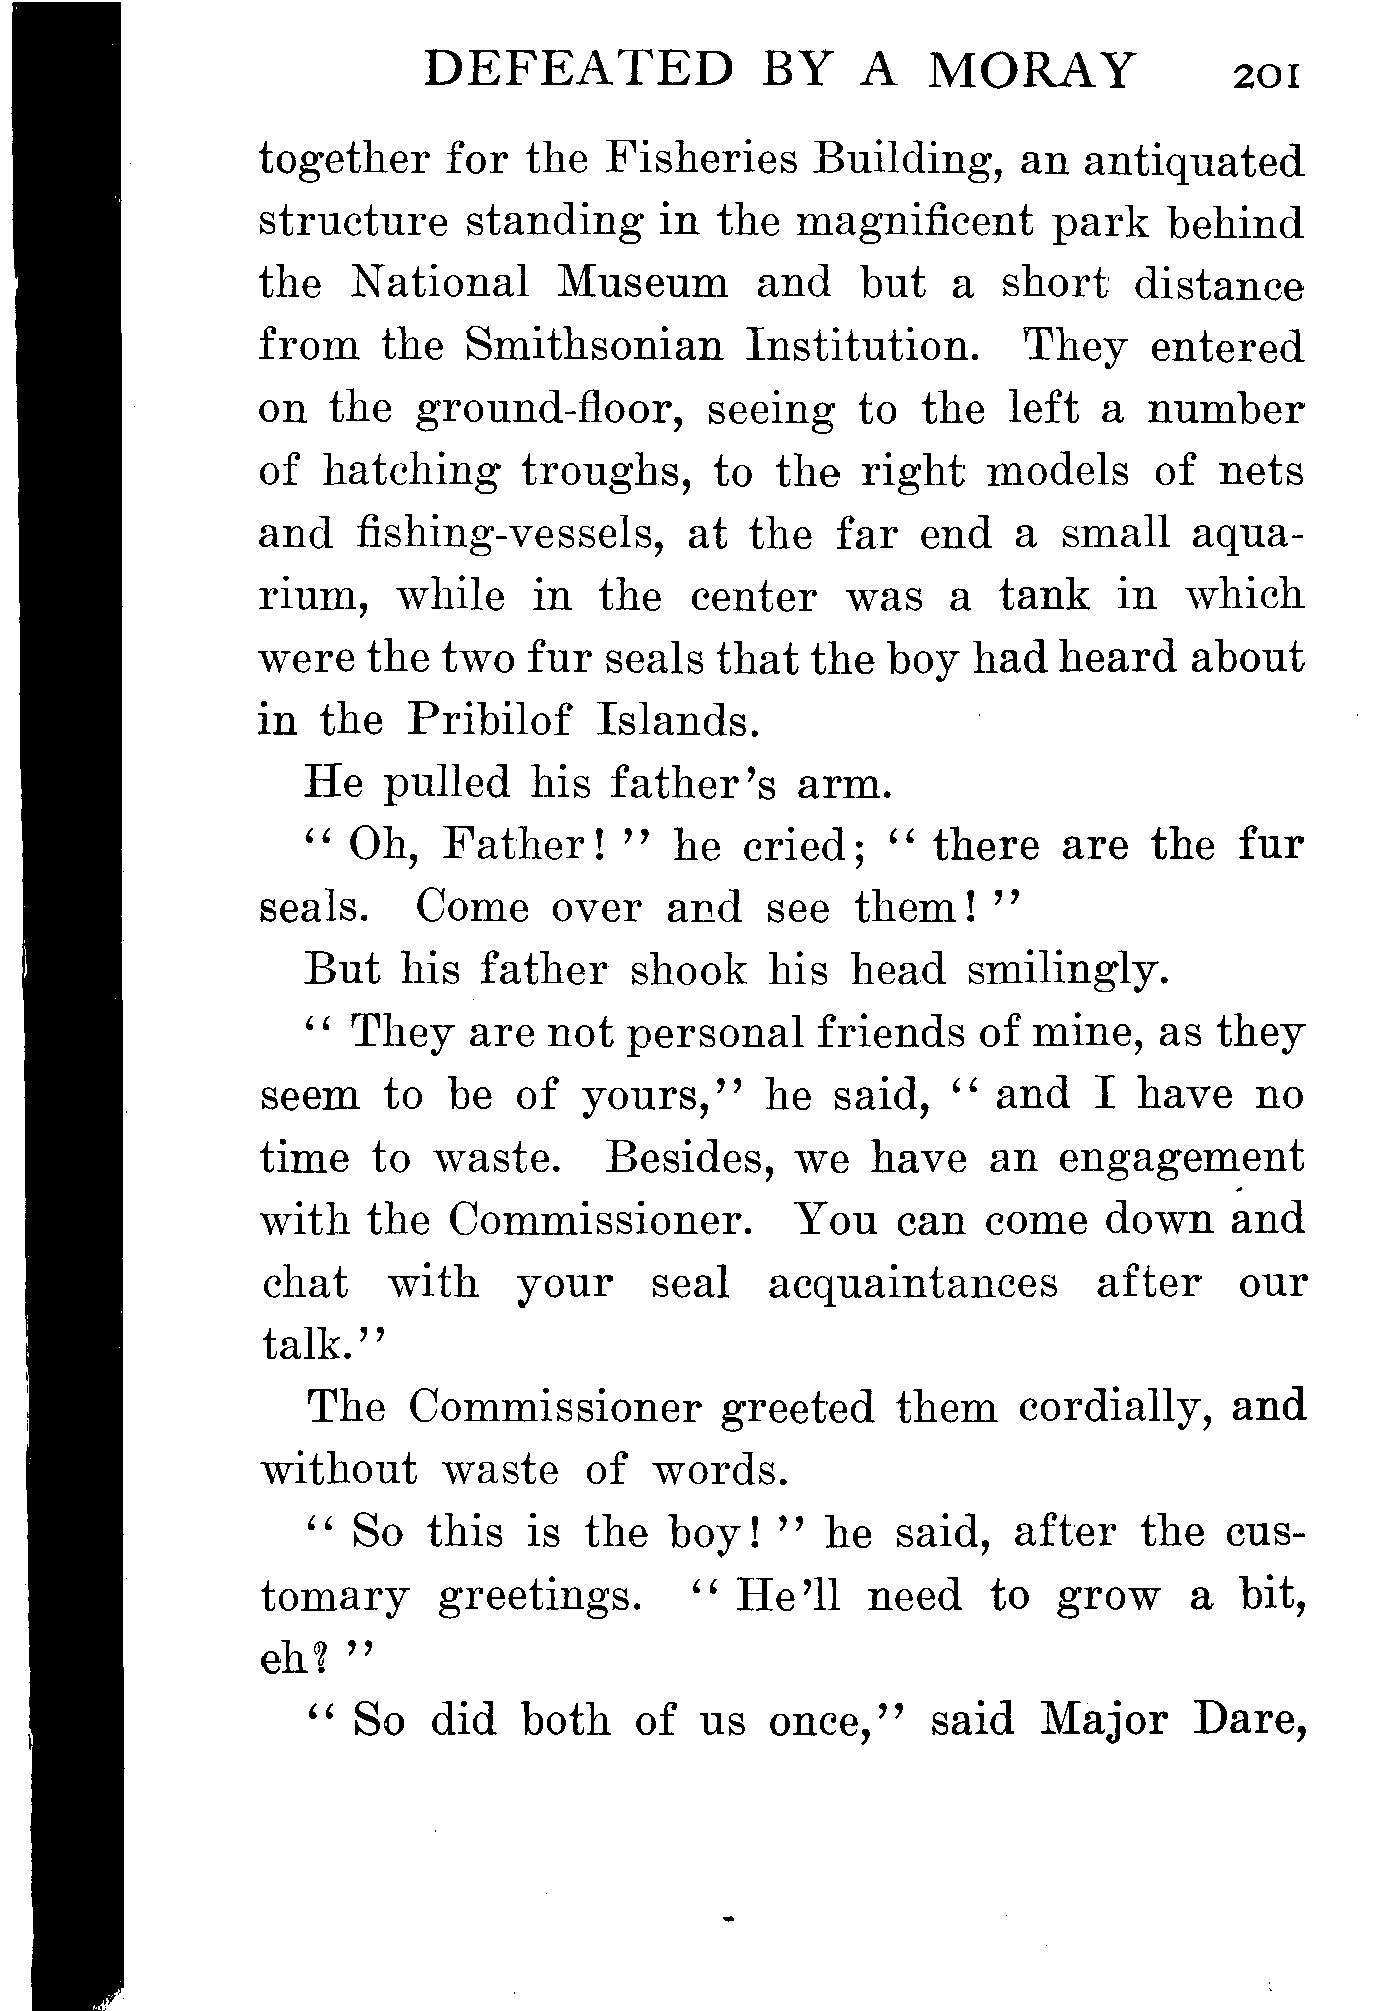 DEFEATED BY A MORAY 201
together for the Fisheries Building, an antiquated
structure standing in the magnificent park behind
the National Museum and but a short distance
from the Smithsonian Institution. They entered
on the ground-floor, seeing to the left a number
of hatching troughs, to the right models of nets
and fishing-vessels, at the far end a small aqua-
rium, while in the center was a tank in which
were the two fur seals that the boy had heard about
in the Pribilof Islands.
He pulled his father's arm.
“ Oh, Father! ” he cried; “ there are the fur
seals. Come over and see them! ”
But his father shook his head smilingly.
“ They are not personal friends of mine, as they
seem to be of yours,” he said, “ and I have no
time to waste. Besides, we have an engagement
with the Commissioner. You can come down and
chat with your seal acquaintances after our
talk.”
The Commissioner greeted them cordially, and
without waste of words.
“ So this is the boy! ” he said, after the cus-
tomary greetings. “ He'll need to grow a bit,
eh? ”
“ So did both of us once,” said Major Dare,